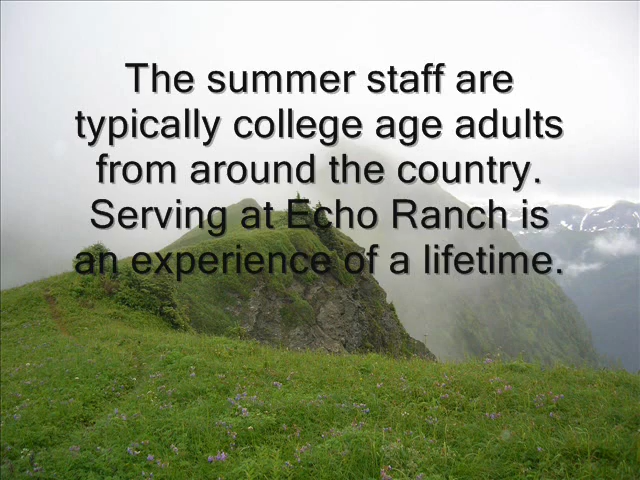 The summer staff are
typically college age adults
from around the country.
Serving at Echo Ranch is
an experience of a lifetime.